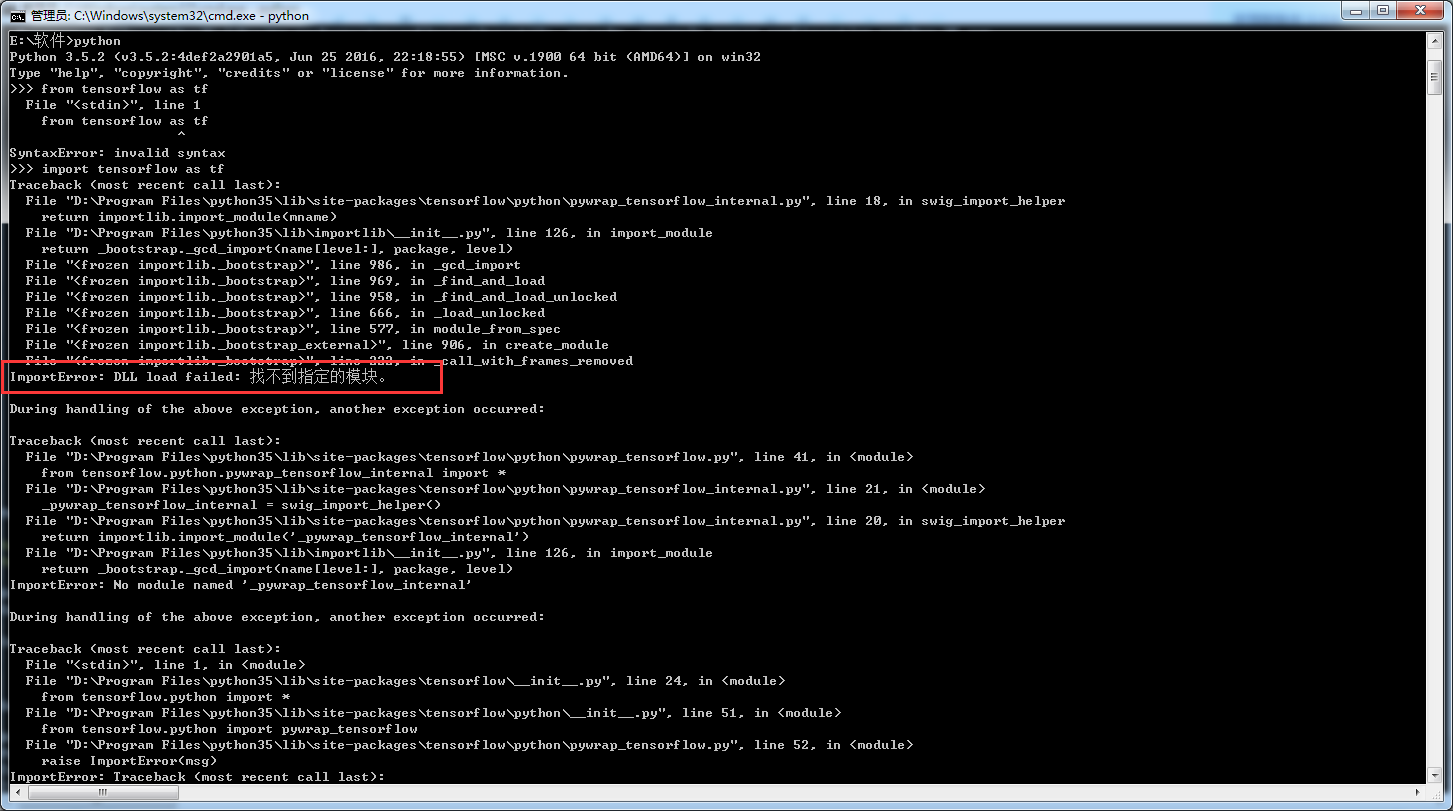 管理员: C:\Windows\system32\cmd.exe - python
E:\软件>python
Python 3.5.2 (v3.5.2:4def2a2901a5, Jun 25 2016, 22:18:55) [MSC v.1900 64 bit (AMD64)] on win32
Type "help", "copyright", "credits" or "license" for more information.
>>> from tensorflow as tf
  File "<stdin>", line 1
    from tensorflow as tf
                     ^
SyntaxError: invalid syntax
>>> import tensorflow as tf
Traceback (most recent call last):
  File "D:\Program Files\python35\lib\site-packages\tensorflow\python\pywrap_tensorflow_internal.py", line 18, in swig_import_helper
    return importlib.import_module(mname)
  File "D:\Program Files\python35\lib\importlib\__init__.py", line 126, in import_module
    return _bootstrap._gcd_import(name[level:], package, level)
  File "<frozen importlib._bootstrap>", line 986, in _gcd_import
  File "<frozen importlib._bootstrap>", line 969, in _find_and_load
  File "<frozen importlib._bootstrap>", line 958, in _find_and_load_unlocked
  File "<frozen importlib._bootstrap>", line 666, in _load_unlocked
  File "<frozen importlib._bootstrap>", line 577, in module_from_spec
  File "<frozen importlib._bootstrap_external>", line 906, in create_module
  File "<frozen importlib._bootstrap>", line 222, in _call_with_frames_removed
ImportError: DLL load failed: 找不到指定的模块。
During handling of the above exception, another exception occurred:
Traceback (most recent call last):
  File "D:\Program Files\python35\lib\site-packages\tensorflow\python\pywrap_tensorflow.py", line 41, in <module>
    from tensorflow.python.pywrap_tensorflow_internal import *
  File "D:\Program Files\python35\lib\site-packages\tensorflow\python\pywrap_tensorflow_internal.py", line 21, in <module>
    _pywrap_tensorflow_internal = swig_import_helper()
  File "D:\Program Files\python35\lib\site-packages\tensorflow\python\pywrap_tensorflow_internal.py", line 20, in swig_import_helper
    return importlib.import_module('_pywrap_tensorflow_internal')
  File "D:\Program Files\python35\lib\importlib\__init__.py", line 126, in import_module
    return _bootstrap._gcd_import(name[level:], package, level)
ImportError: No module named '_pywrap_tensorflow_internal'
During handling of the above exception, another exception occurred:
Traceback (most recent call last):
  File "<stdin>", line 1, in <module>
  File "D:\Program Files\python35\lib\site-packages\tensorflow\__init__.py", line 24, in <module>
    from tensorflow.python import *
  File "D:\Program Files\python35\lib\site-packages\tensorflow\python\__init__.py", line 51, in <module>
    from tensorflow.python import pywrap_tensorflow
  File "D:\Program Files\python35\lib\site-packages\tensorflow\python\pywrap_tensorflow.py", line 52, in <module>
    raise ImportError(msg)
ImportError: Traceback (most recent call last):